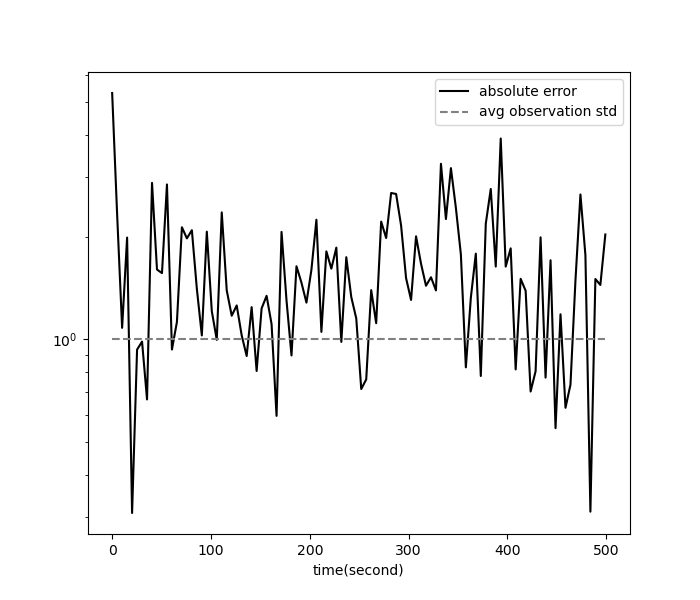 absolute error
avg observation std
10⁰
0 100 200 300 400 500
time(second)